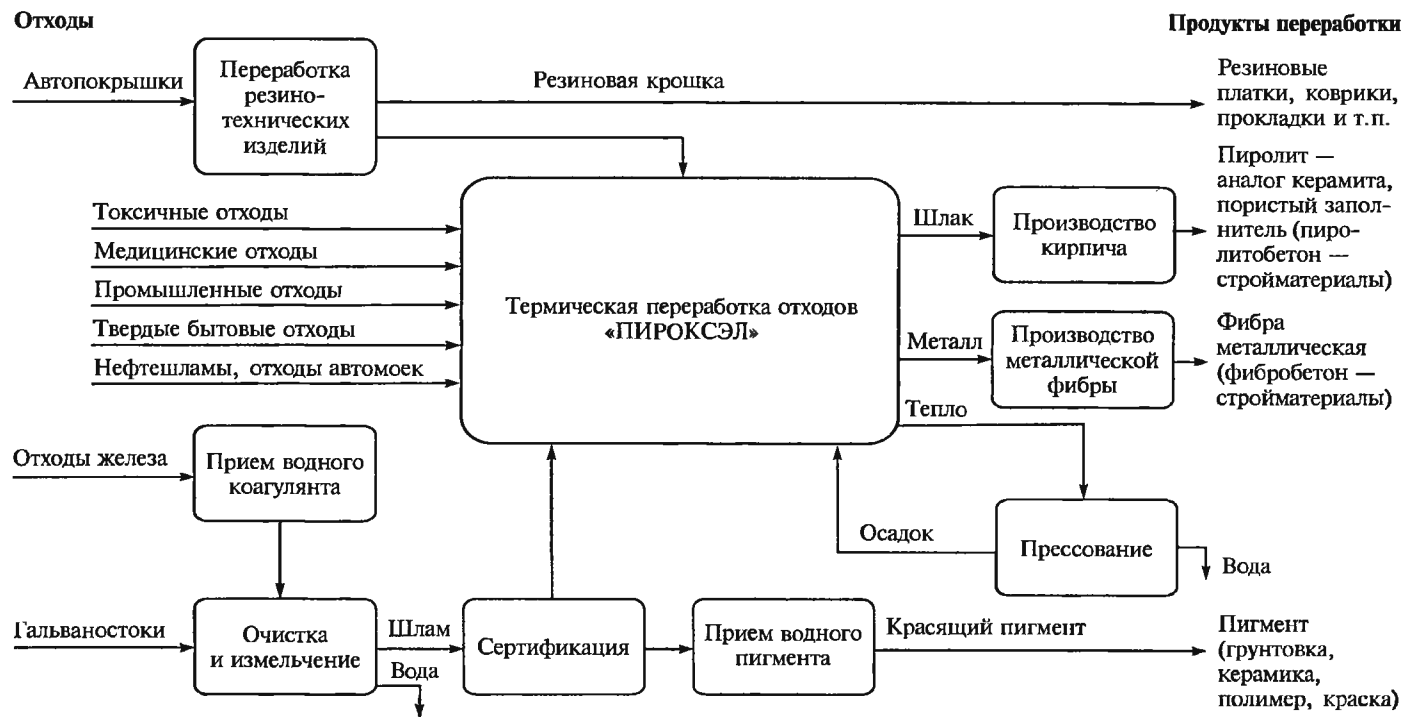 Отходы
Продукты переработки
Автопокрышки
Переработка
резино-
технических
изделий
Резиновая крошка
Резиновые
платки, коврики,
прокладки и т.п.
Токсичные отходы
Медицинские отходы
Промышленные отходы
Твердые бытовые отходы
Нефтешламы, отходы автомоек
Термическая переработка отходов
«ПИРОКСЭЛ»
Шлак
Производство
кирпича
Пиролит —
аналог керамита,
пористый запол-
нитель (пиро-
литобетон —
стройматериалы)
Металл
Производство
металлической
фибры
Фибра
металлическая
(фибробетон —
стройматериалы)
Тепло
Отходы железа
Прием водного
коагулянта
Осадок
Прессование
Вода
Гальваностоки
Очистка
и измельчение
Шлам
Вода
Сертификация
Прием водного
пигмента
Красящий пигмент
Пигмент
(грунтовка,
керамика,
полимер, краска)